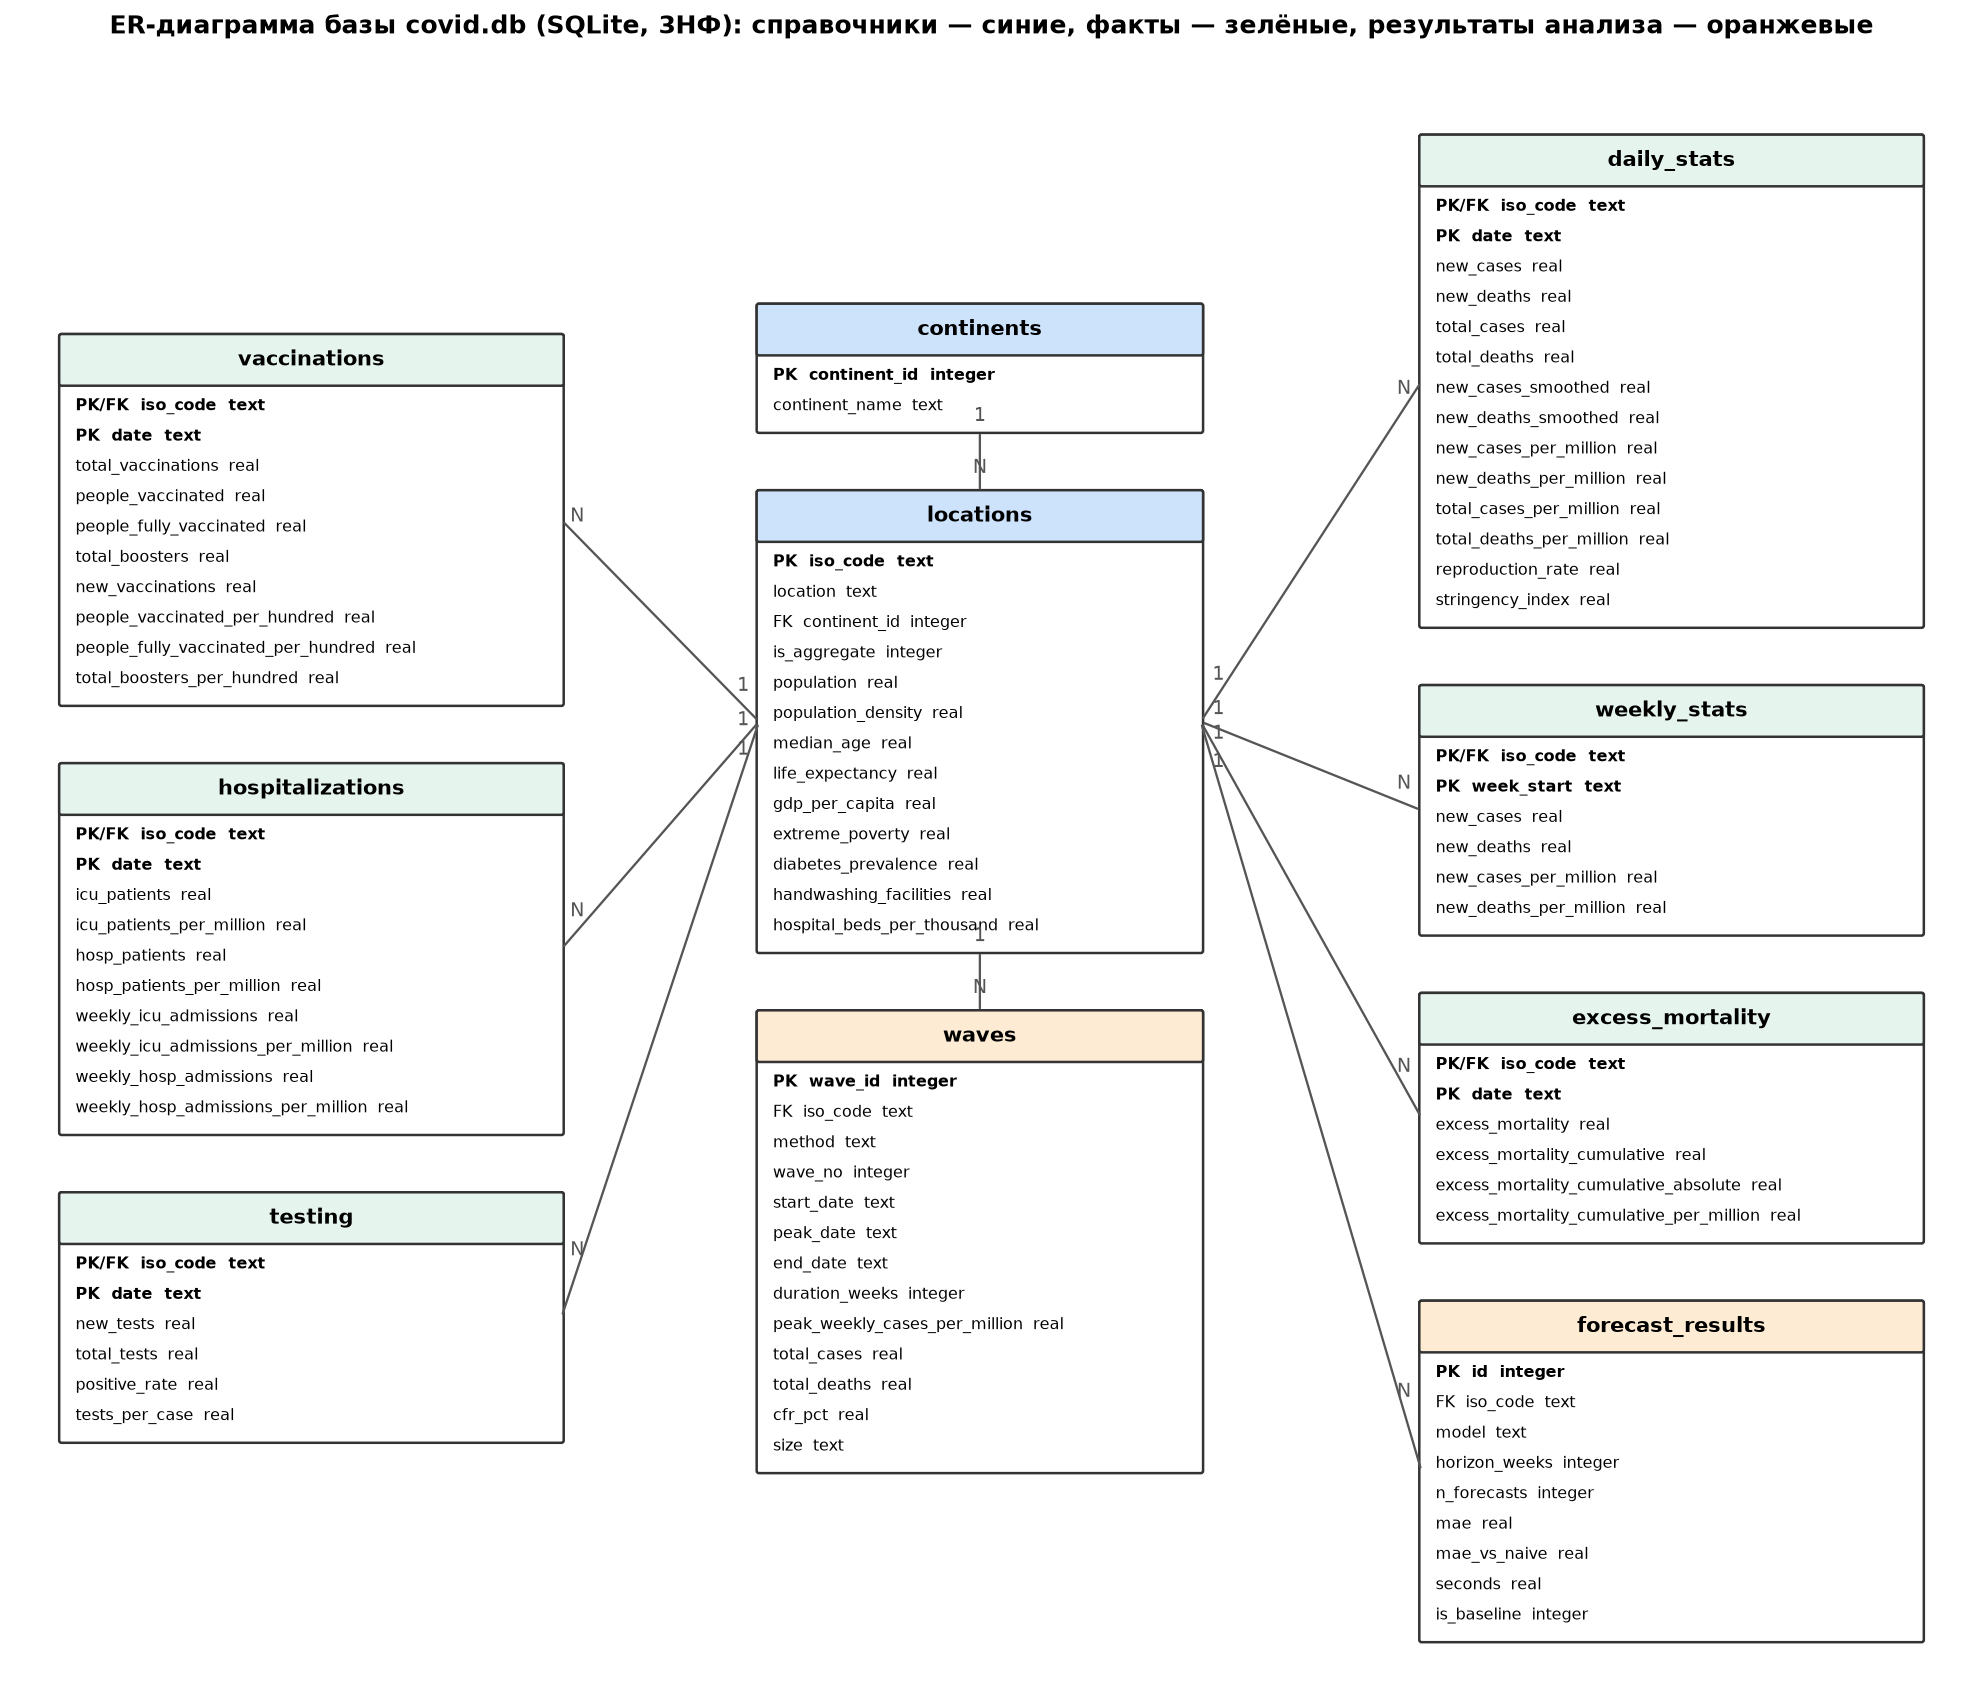 ER-диаграмма базы covid.db (SQLite, 3НФ): справочники — синие, факты — зелёные, результаты анализа — оранжевые
vaccinations
PK/FK iso_code text
PK date text
total_vaccinations real
people_vaccinated real
people_fully_vaccinated real
total_boosters real
new_vaccinations real
people_vaccinated_per_hundred real
people_fully_vaccinated_per_hundred real
total_boosters_per_hundred real
N
1
hospitalizations
PK/FK iso_code text
PK date text
icu_patients real
icu_patients_per_million real
hosp_patients real
hosp_patients_per_million real
weekly_icu_admissions real
weekly_icu_admissions_per_million real
weekly_hosp_admissions real
weekly_hosp_admissions_per_million real
N
1
testing
PK/FK iso_code text
PK date text
new_tests real
total_tests real
positive_rate real
tests_per_case real
N
1
continents
PK continent_id integer
continent_name text
1
N
locations
PK iso_code text
location text
FK continent_id integer
is_aggregate integer
population real
population_density real
median_age real
life_expectancy real
gdp_per_capita real
extreme_poverty real
diabetes_prevalence real
handwashing_facilities real
hospital_beds_per_thousand real
1
N
waves
PK wave_id integer
FK iso_code text
method text
wave_no integer
start_date text
peak_date text
end_date text
duration_weeks integer
peak_weekly_cases_per_million real
total_cases real
total_deaths real
cfr_pct real
size text
daily_stats
PK/FK iso_code text
PK date text
new_cases real
new_deaths real
total_cases real
total_deaths real
new_cases_smoothed real
new_deaths_smoothed real
new_cases_per_million real
new_deaths_per_million real
total_cases_per_million real
total_deaths_per_million real
reproduction_rate real
stringency_index real
N
1
weekly_stats
PK/FK iso_code text
PK week_start text
new_cases real
new_deaths real
new_cases_per_million real
new_deaths_per_million real
N
1
excess_mortality
PK/FK iso_code text
PK date text
excess_mortality real
excess_mortality_cumulative real
excess_mortality_cumulative_absolute real
excess_mortality_cumulative_per_million real
N
1
forecast_results
PK id integer
FK iso_code text
model text
horizon_weeks integer
n_forecasts integer
mae real
mae_vs_naive real
seconds real
is_baseline integer
N
1